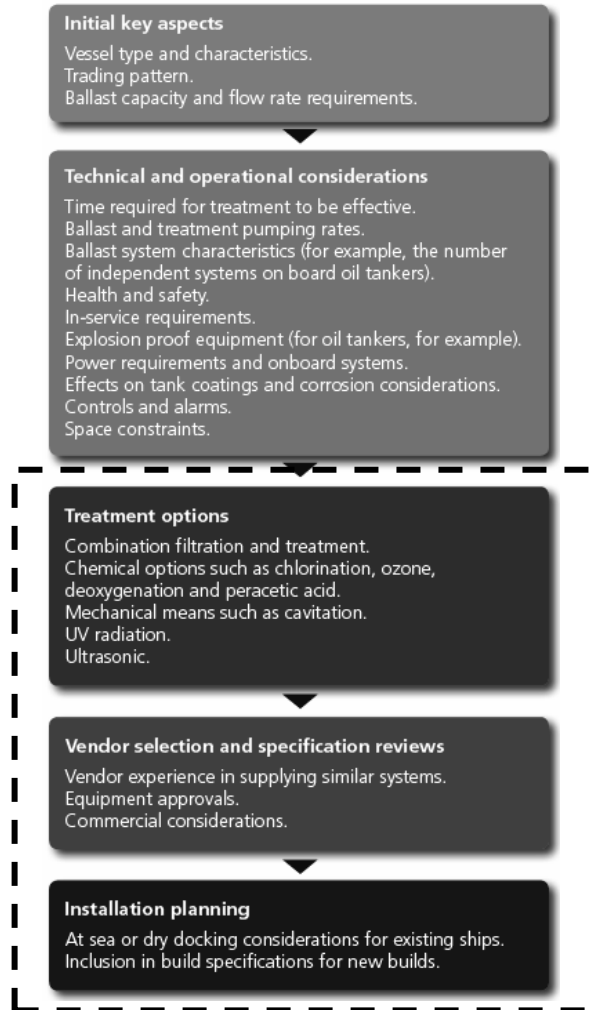 Initial key aspects
Vessel type and characteristics.
Trading pattern.
Ballast capacity and flow rate requirements.
Technical and operational considerations
Time required for treatment to be effective.
Ballast and treatment pumping rates.
Ballast system characteristics (for example, the number
of independent systems on board oil tankers).
Health and safety.
In-service requirements.
Explosion proof equipment (for oil tankers, for example).
Power requirements and onboard systems.
Effects on tank coatings and corrosion considerations.
Controls and alarms.
Space constraints.
Treatment options
Combination filtration and treatment.
Chemical options such as chlorination, ozone,
deoxygenation and peracetic acid.
Mechanical means such as cavitation.
UV radiation.
Ultrasonic.
Vendor selection and specification reviews
Vendor experience in supplying similar systems.
Equipment approvals.
Commercial considerations.
Installation planning
At sea or dry docking considerations for existing ships.
Inclusion in build specifications for new builds.